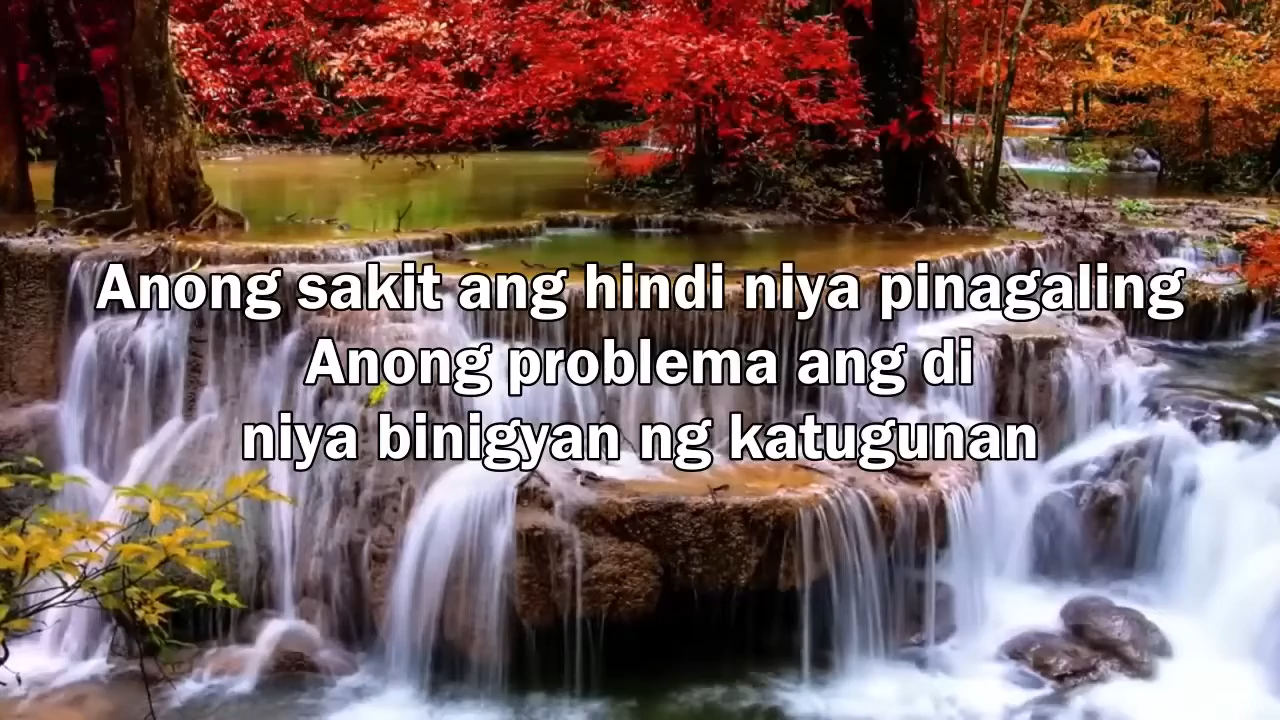 Anong sakit ang hindi niya pinagaling
Anong problema ang di
niya binigyan ng katugunan